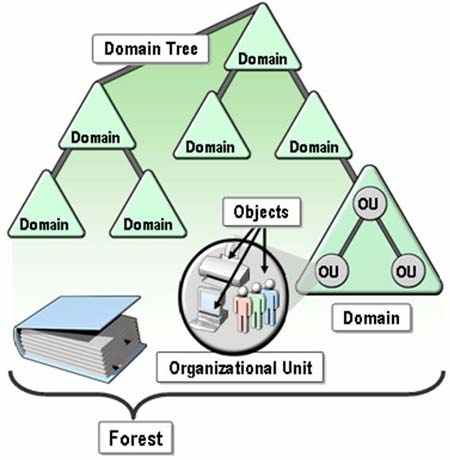 Domain Tree
Domain
Domain
Domain
Domain
Domain
Domain
Objects
OU
OU
OU
Domain
Organizational Unit
Forest